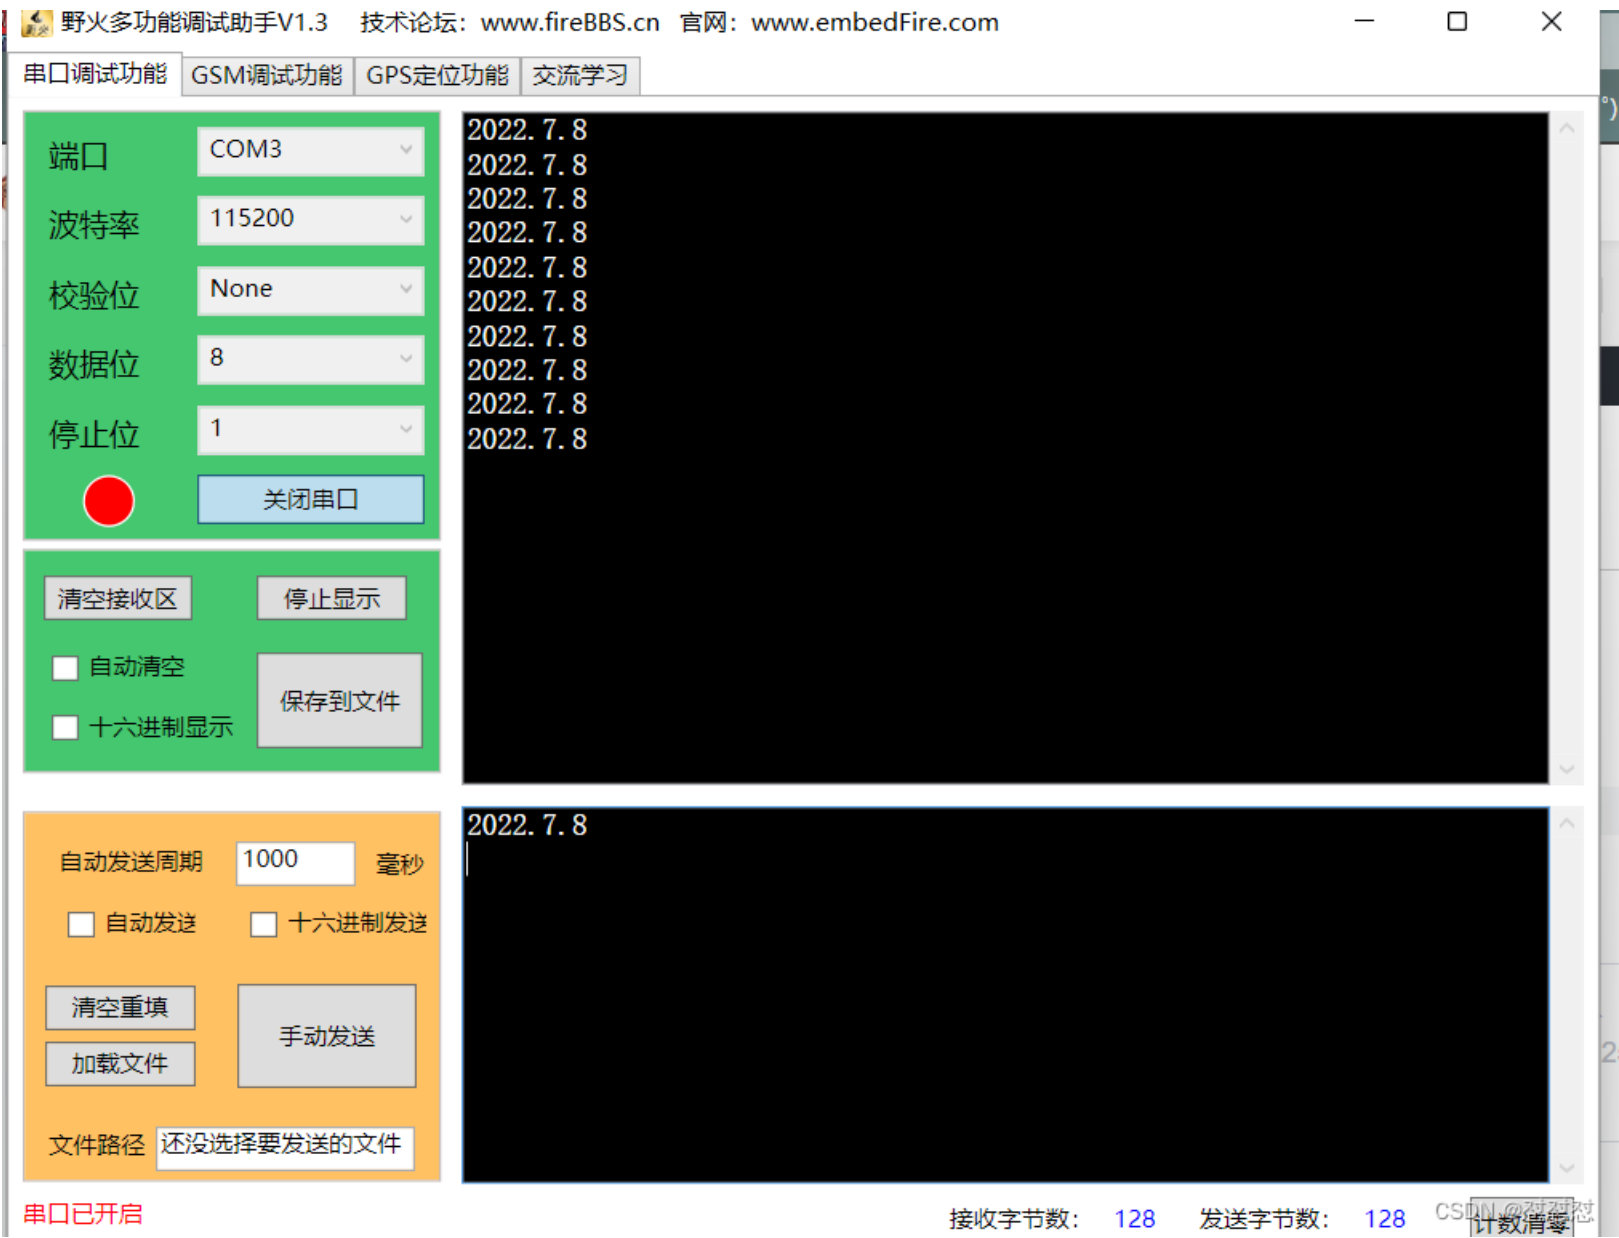 野火多功能调试助手V1.3 技术论坛：www.fireBBS.cn 官网：www.embedFire.com
串口调试功能 GSM调试功能 GPS定位功能 交流学习
端口 COM3
波特率 115200
校验位 None
数据位 8
停止位 1
关闭串口
清空接收区 停止显示
自动清空
保存到文件
十六进制显示
2022.7.8
2022.7.8
2022.7.8
2022.7.8
2022.7.8
2022.7.8
2022.7.8
2022.7.8
2022.7.8
2022.7.8
自动发送周期 1000 毫秒
自动发送 十六进制发送
清空重填
手动发送
加载文件
文件路径 还没选择要发送的文件
2022.7.8
串口已开启
接收字节数： 128 发送字节数： 128 计数清零
CSDN @怼怼怼